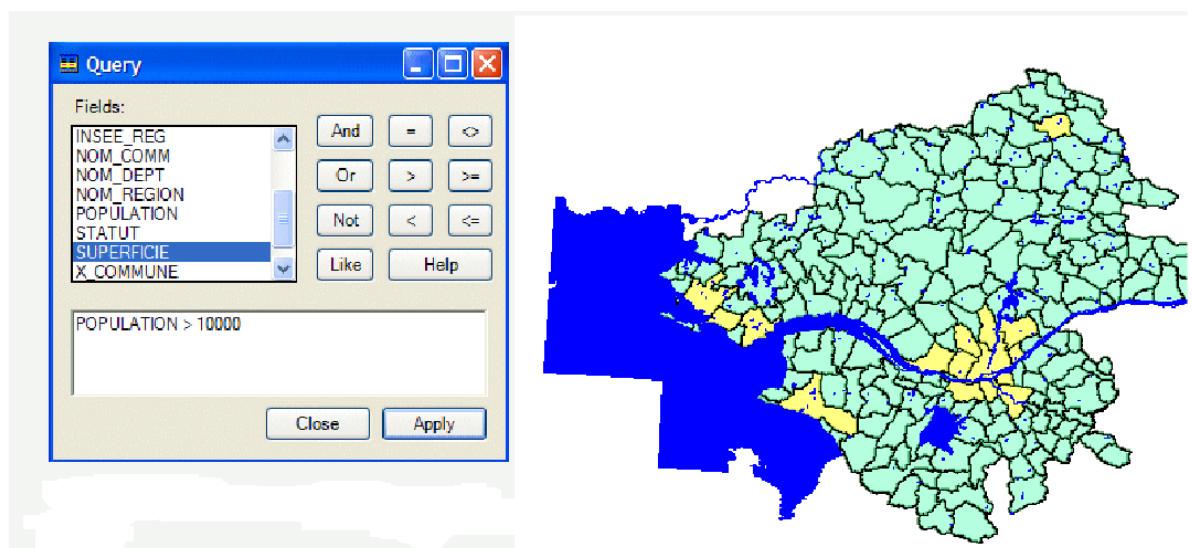 Query
Fields:
INSEE_REG
NOM_COMM
NOM_DEPT
NOM_REGION
POPULATION
STATUT
SUPERFICIE
X_COMMUNE
And = <>
Or > >=
Not < <=
Like Help
POPULATION > 10000
Close Apply